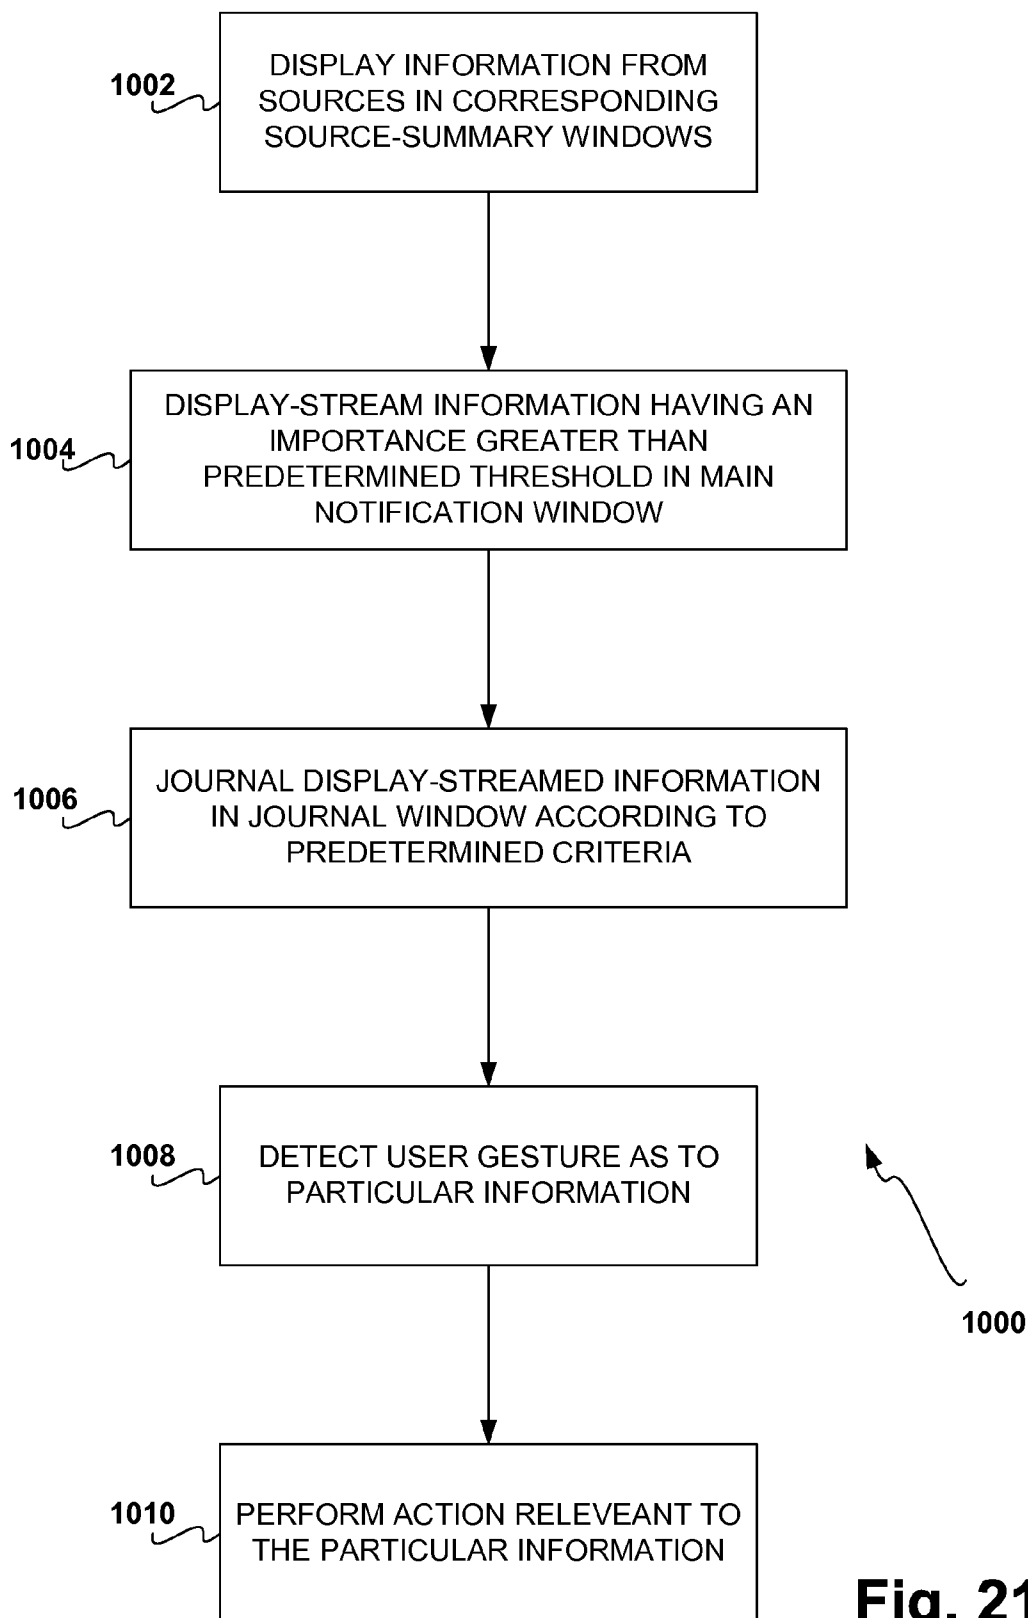 1002
DISPLAY INFORMATION FROM
SOURCES IN CORRESPONDING
SOURCE-SUMMARY WINDOWS
1004
DISPLAY-STREAM INFORMATION HAVING AN
IMPORTANCE GREATER THAN
PREDETERMINED THRESHOLD IN MAIN
NOTIFICATION WINDOW
1006
JOURNAL DISPLAY-STREAMED INFORMATION
IN JOURNAL WINDOW ACCORDING TO
PREDETERMINED CRITERIA
1008
DETECT USER GESTURE AS TO
PARTICULAR INFORMATION
1000
1010
PERFORM ACTION RELEVEANT TO
THE PARTICULAR INFORMATION
Fig. 21